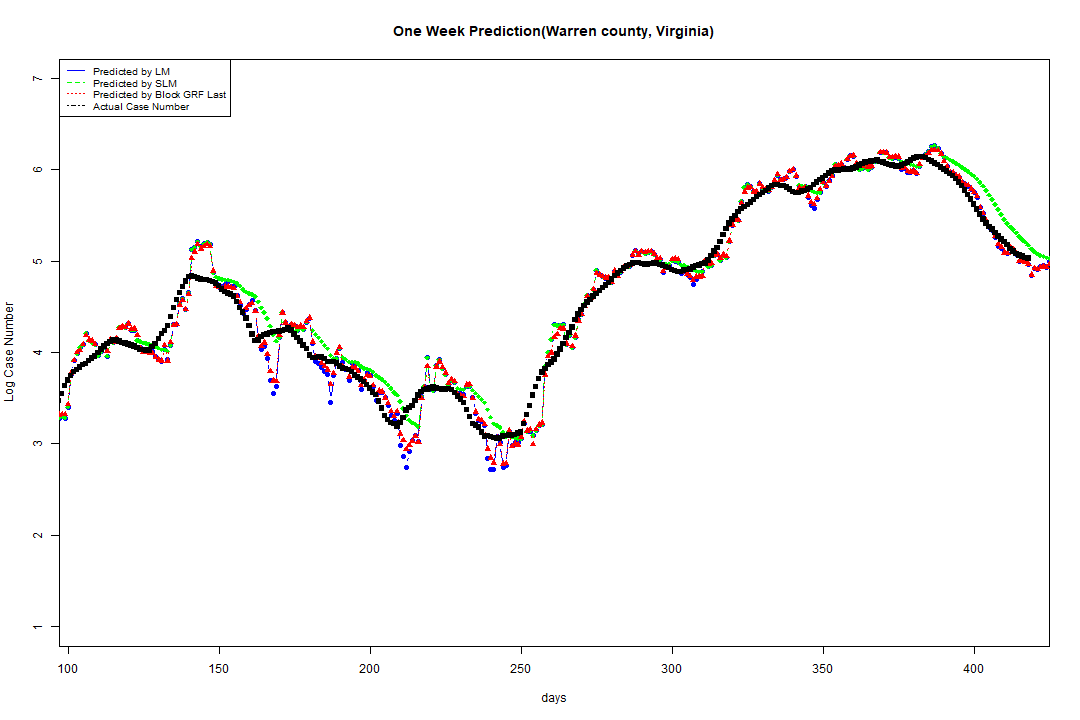 One Week Prediction(Warren county, Virginia)
Predicted by LM
Predicted by SLM
Predicted by Block GRF Last
Actual Case Number
7
6
5
4
3
2
1
Log Case Number
100 150 200 250 300 350 400
days